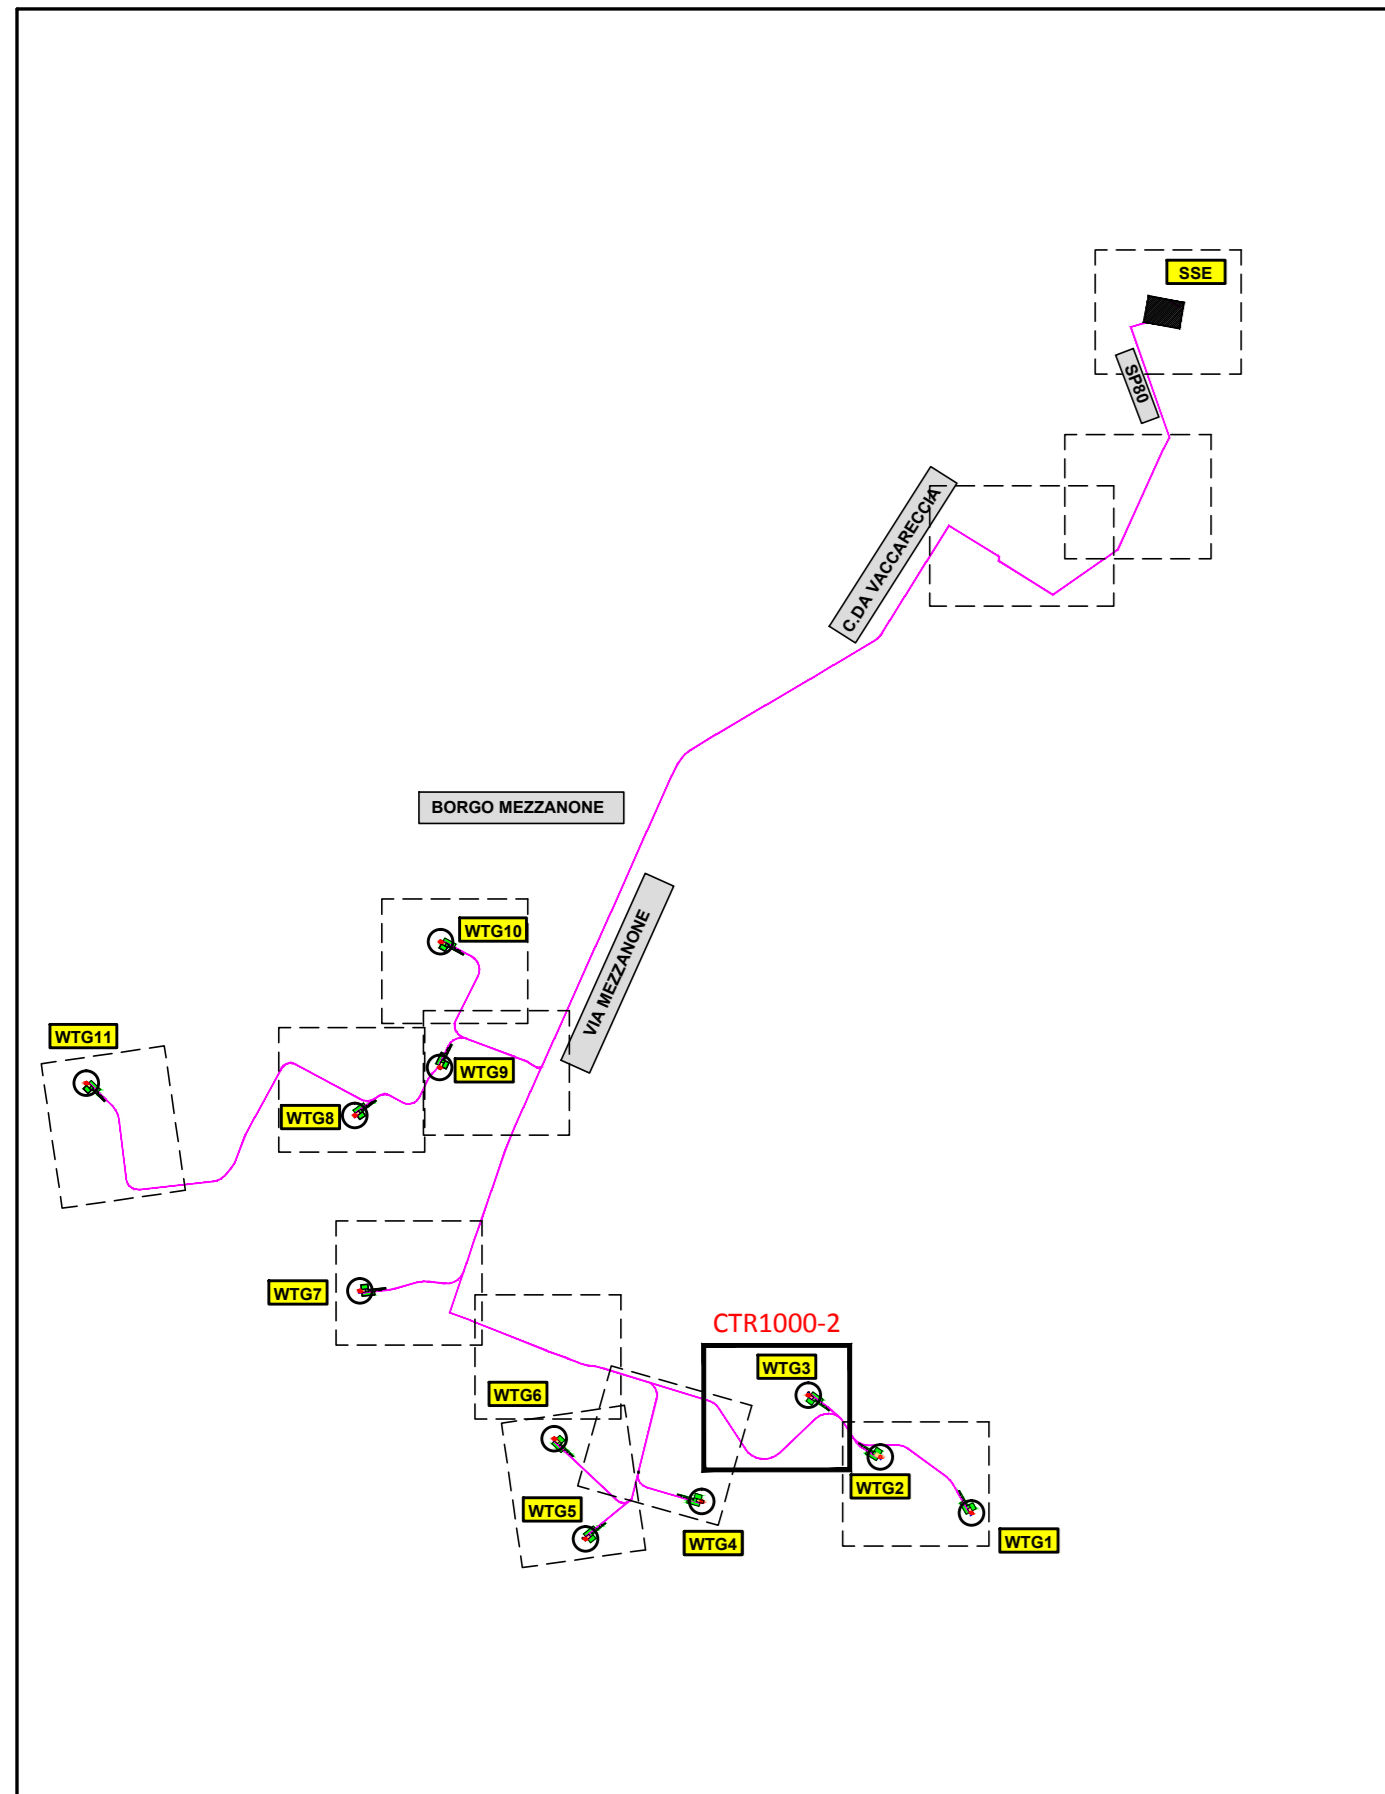 SSE
SP80
C.DA VACCARECCIA
BORGO MEZZANONE
VIA MEZZANONE
WTG10
WTG11
WTG9
WTG8
WTG7
CTR1000-2
WTG3
WTG6
WTG2
WTG5
WTG4
WTG1